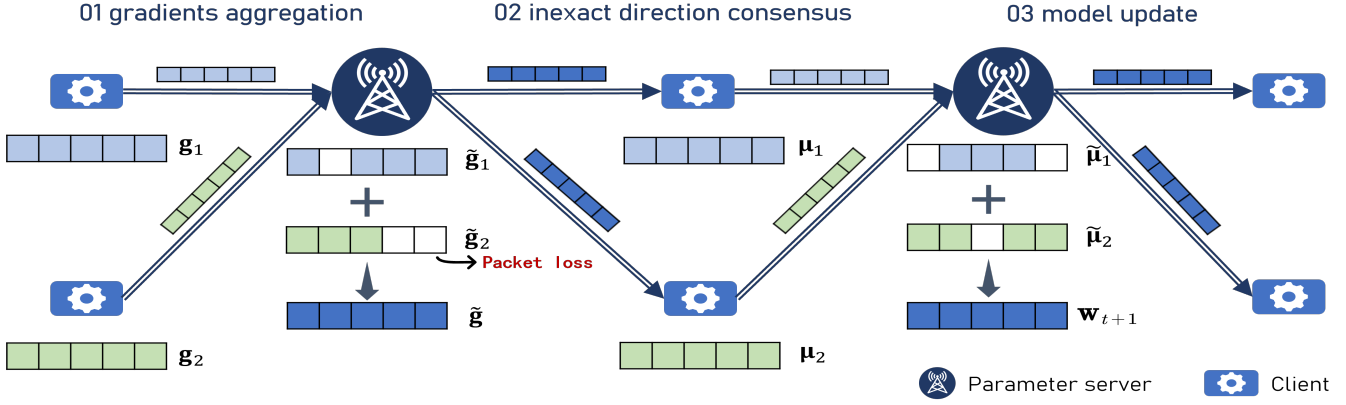 01 gradients aggregation
02 inexact direction consensus
03 model update
g₁
g̃₁
μ₁
μ̃₁
g̃₂
μ̃₂
Packet loss
g̃
wₜ₊₁
g₂
μ₂
Parameter server
Client